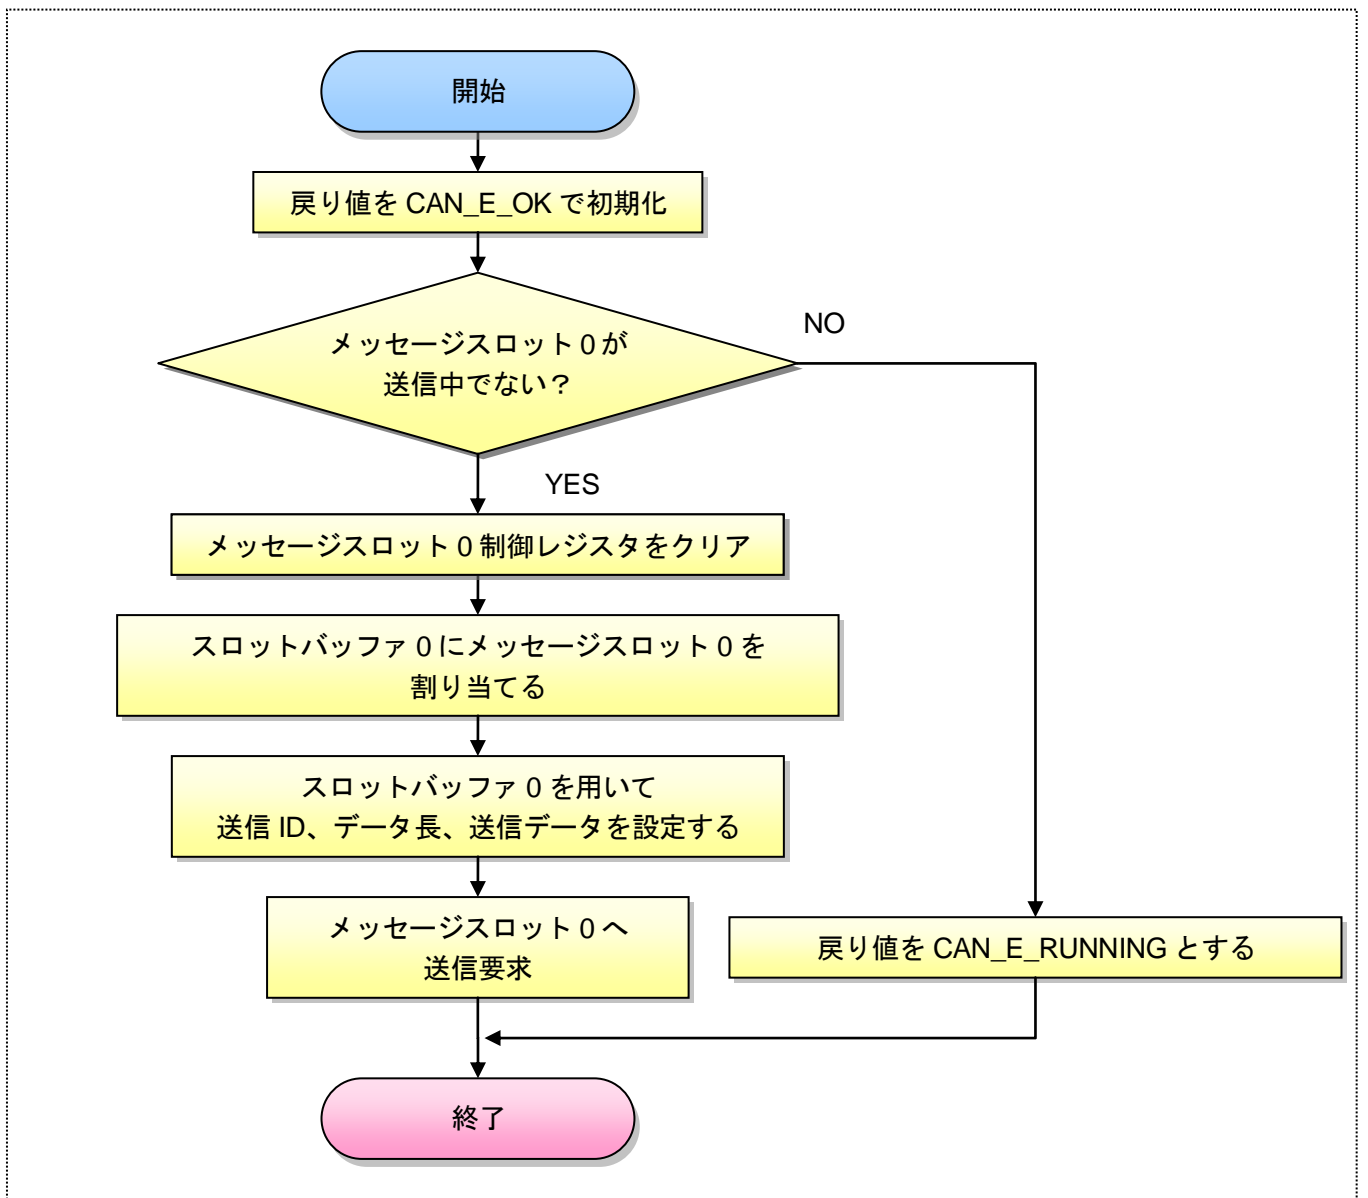 開始
戻り値を CAN_E_OK で初期化
メッセージスロット 0 が
送信中でない？
NO
YES
メッセージスロット 0 制御レジスタをクリア
スロットバッファ 0 にメッセージスロット 0 を
割り当てる
スロットバッファ 0 を用いて
送信 ID、データ長、送信データを設定する
メッセージスロット 0 へ
送信要求
戻り値を CAN_E_RUNNING とする
終了